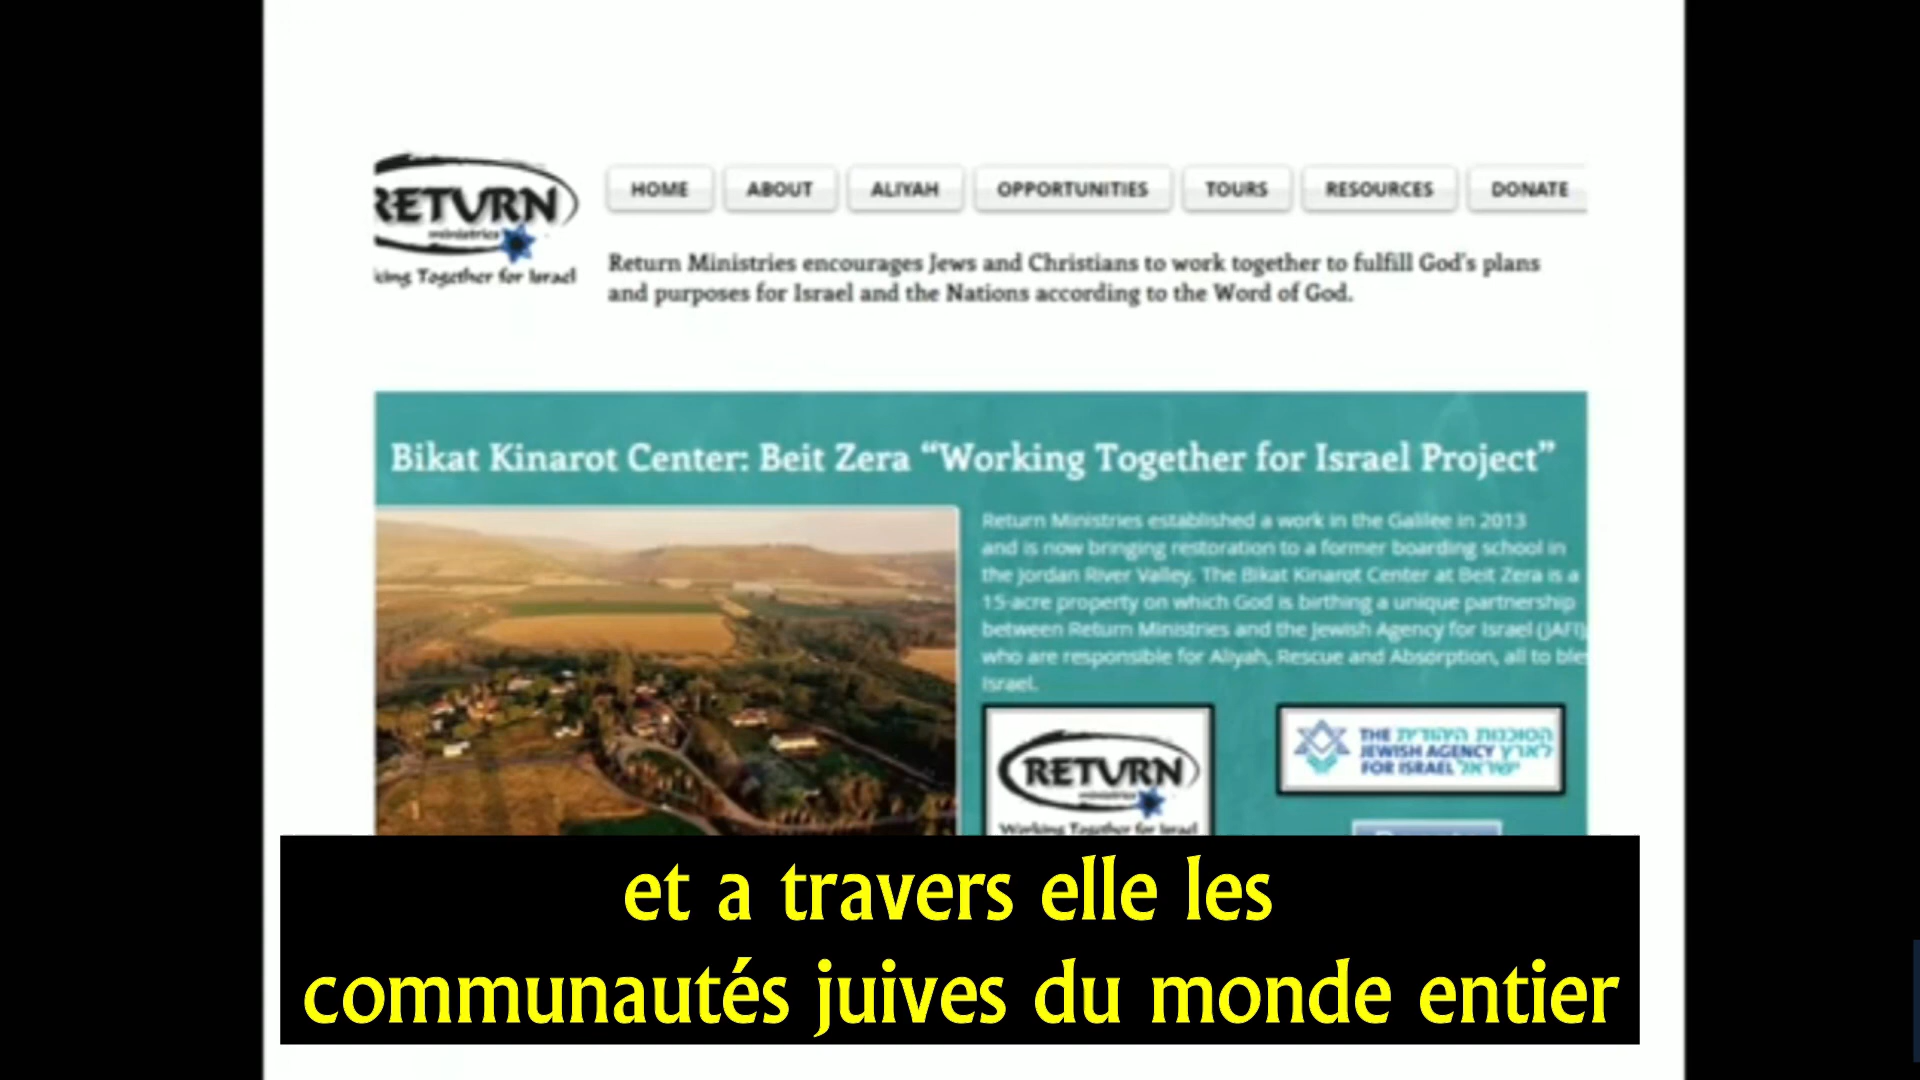 RETURN
ministries
king Together for Israel
HOME
ABOUT
ALIYAH
OPPORTUNITIES
TOURS
RESOURCES
DONATE
Return Ministries encourages Jews and Christians to work together to fulfill God's plans
and purposes for Israel and the Nations according to the Word of God.
Bikat Kinarot Center: Beit Zera “Working Together for Israel Project”
Return Ministries established a work in the Galilee in 2013
and is now bringing restoration to a former boarding school in
the Jordan River Valley. The Bikat Kinarot Center at Beit Zera is a
15-acre property on which God is birthing a unique partnership
between Return Ministries and the Jewish Agency for Israel (JAFI)
who are responsible for Aliyah, Rescue and Absorption, all to ble
Israel.
RETURN
ministries
Working Together for Israel
THE הסוכנות היהודית
JEWISH AGENCY לארץ
FOR ISRAEL ישראל
et a travers elle les
communautés juives du monde entier